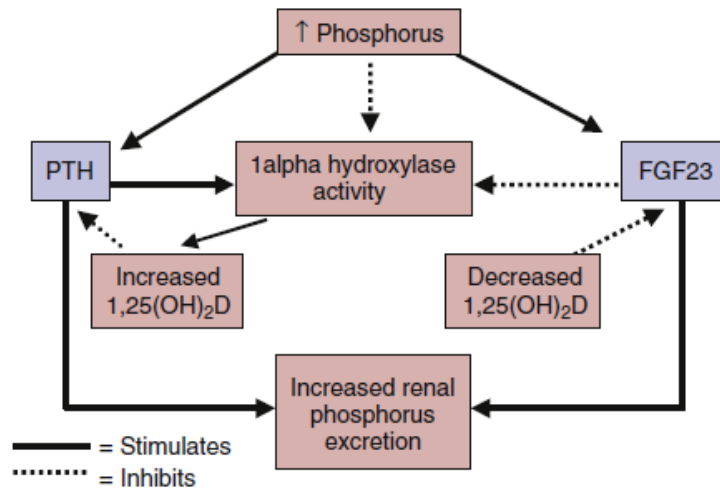 ↑ Phosphorus
PTH
1alpha hydroxylase
activity
FGF23
Increased
1,25(OH)₂D
Decreased
1,25(OH)₂D
Increased renal
phosphorus
excretion
= Stimulates
= Inhibits